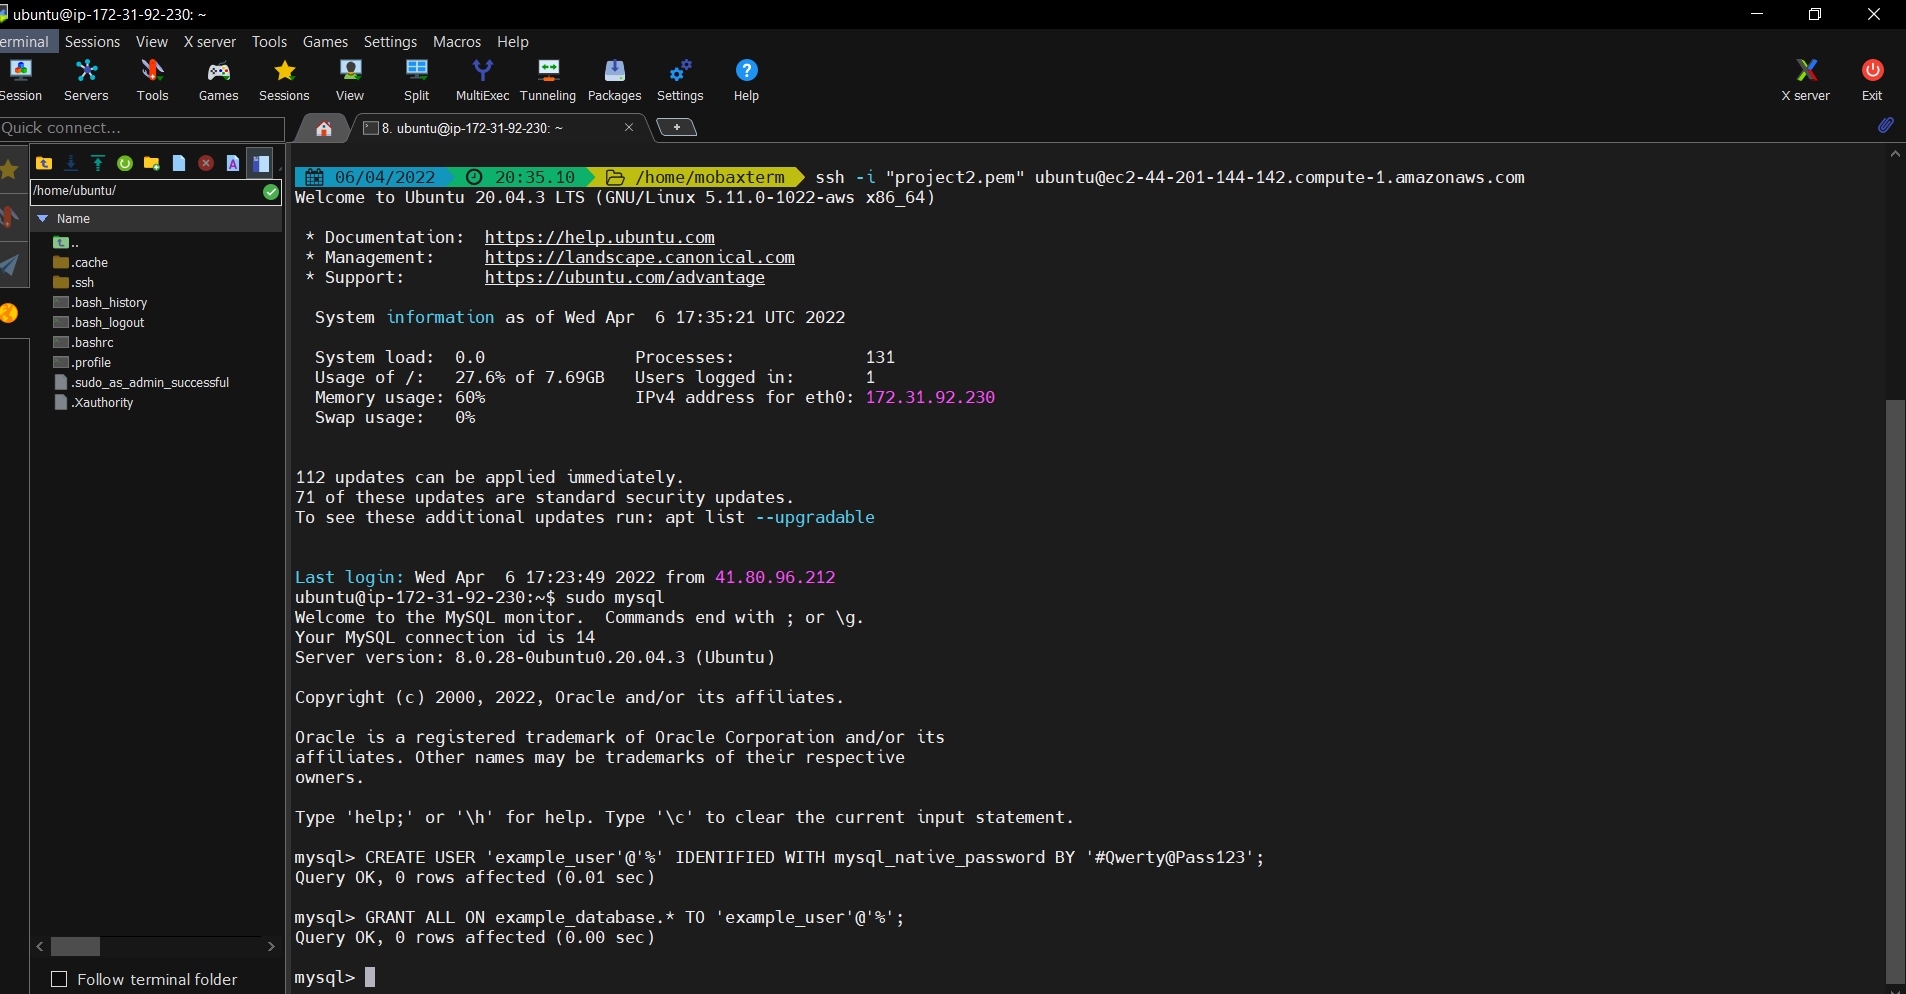 ubuntu@ip-172-31-92-230: ~
erminal Sessions View X server Tools Games Settings Macros Help
Session Servers Tools Games Sessions View Split MultiExec Tunneling Packages Settings Help X server Exit
Quick connect...
8. ubuntu@ip-172-31-92-230: ~
/home/ubuntu/
Name
..
.cache
.ssh
.bash_history
.bash_logout
.bashrc
.profile
.sudo_as_admin_successful
.Xauthority
Follow terminal folder
06/04/2022 20:35.10 /home/mobaxterm ssh -i "project2.pem" ubuntu@ec2-44-201-144-142.compute-1.amazonaws.com
Welcome to Ubuntu 20.04.3 LTS (GNU/Linux 5.11.0-1022-aws x86_64)
* Documentation: https://help.ubuntu.com
* Management: https://landscape.canonical.com
* Support: https://ubuntu.com/advantage
System information as of Wed Apr 6 17:35:21 UTC 2022
System load: 0.0 Processes: 131
Usage of /: 27.6% of 7.69GB Users logged in: 1
Memory usage: 60% IPv4 address for eth0: 172.31.92.230
Swap usage: 0%
112 updates can be applied immediately.
71 of these updates are standard security updates.
To see these additional updates run: apt list --upgradable
Last login: Wed Apr 6 17:23:49 2022 from 41.80.96.212
ubuntu@ip-172-31-92-230:~$ sudo mysql
Welcome to the MySQL monitor. Commands end with ; or \g.
Your MySQL connection id is 14
Server version: 8.0.28-0ubuntu0.20.04.3 (Ubuntu)
Copyright (c) 2000, 2022, Oracle and/or its affiliates.
Oracle is a registered trademark of Oracle Corporation and/or its
affiliates. Other names may be trademarks of their respective
owners.
Type 'help;' or '\h' for help. Type '\c' to clear the current input statement.
mysql> CREATE USER 'example_user'@'%' IDENTIFIED WITH mysql_native_password BY '#Qwerty@Pass123';
Query OK, 0 rows affected (0.01 sec)
mysql> GRANT ALL ON example_database.* TO 'example_user'@'%';
Query OK, 0 rows affected (0.00 sec)
mysql>